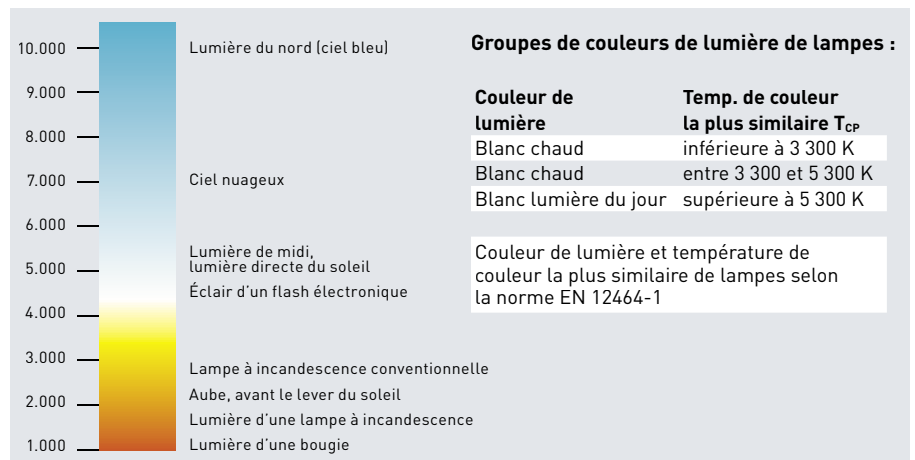 10.000
Lumière du nord (ciel bleu)
9.000
8.000
7.000
Ciel nuageux
6.000
Lumière de midi,
lumière directe du soleil
5.000
Éclair d'un flash électronique
4.000
3.000
Lampe à incandescence conventionnelle
Aube, avant le lever du soleil
2.000
Lumière d'une lampe à incandescence
1.000
Lumière d'une bougie
Groupes de couleurs de lumière de lampes :
Couleur de lumière
Temp. de couleur la plus similaire TCP
Blanc chaud inférieure à 3 300 K
Blanc chaud entre 3 300 et 5 300 K
Blanc lumière du jour supérieure à 5 300 K
Couleur de lumière et température de
couleur la plus similaire de lampes selon
la norme EN 12464-1